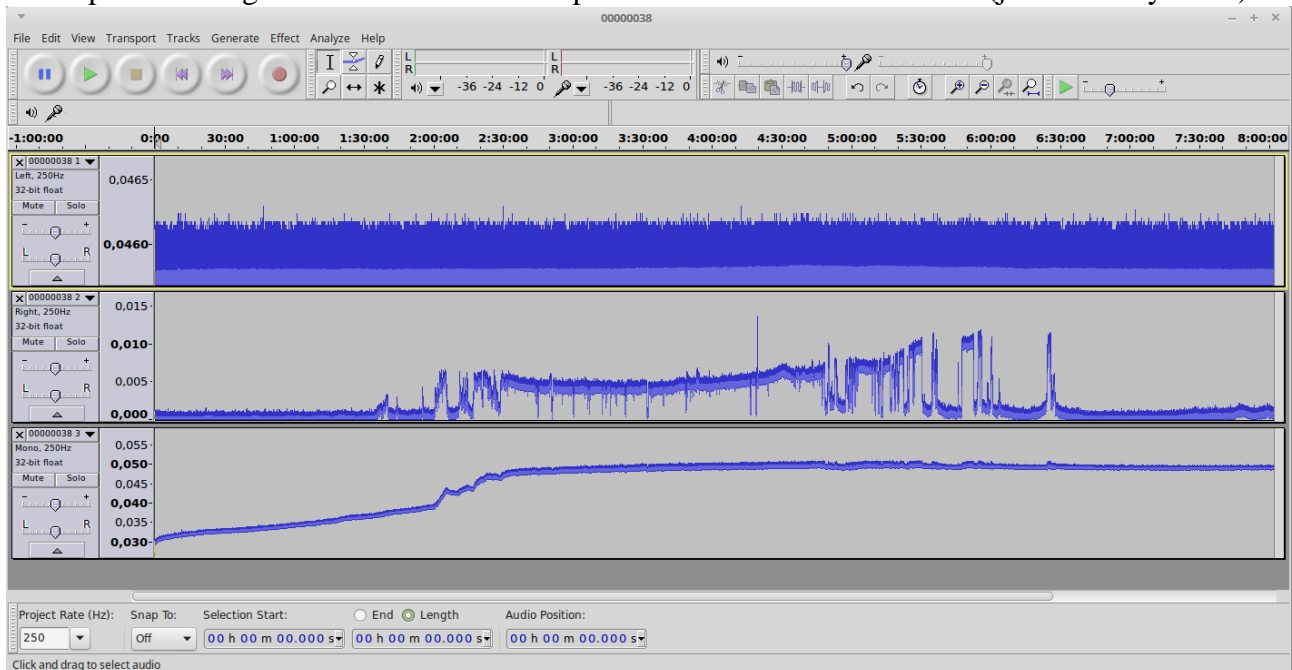 00000038
File Edit View Transport Tracks Generate Effect Analyze Help
L
R
-36 -24 -12 0
L
R
-36 -24 -12 0
-1:00:00 0:00 30:00 1:00:00 1:30:00 2:00:00 2:30:00 3:00:00 3:30:00 4:00:00 4:30:00 5:00:00 5:30:00 6:00:00 6:30:00 7:00:00 7:30:00 8:00:00
00000038 1
Left, 250Hz
32-bit float
Mute Solo
- +
L R
0,0465
0,0460
00000038 2
Right, 250Hz
32-bit float
Mute Solo
- +
L R
0,015
0,010
0,005
0,000
00000038 3
Mono, 250Hz
32-bit float
Mute Solo
- +
L R
0,055
0,050
0,045
0,040
0,035
0,030
Project Rate (Hz): Snap To: Selection Start: End Length Audio Position:
250 Off 00 h 00 m 00.000 s 00 h 00 m 00.000 s 00 h 00 m 00.000 s
Click and drag to select audio